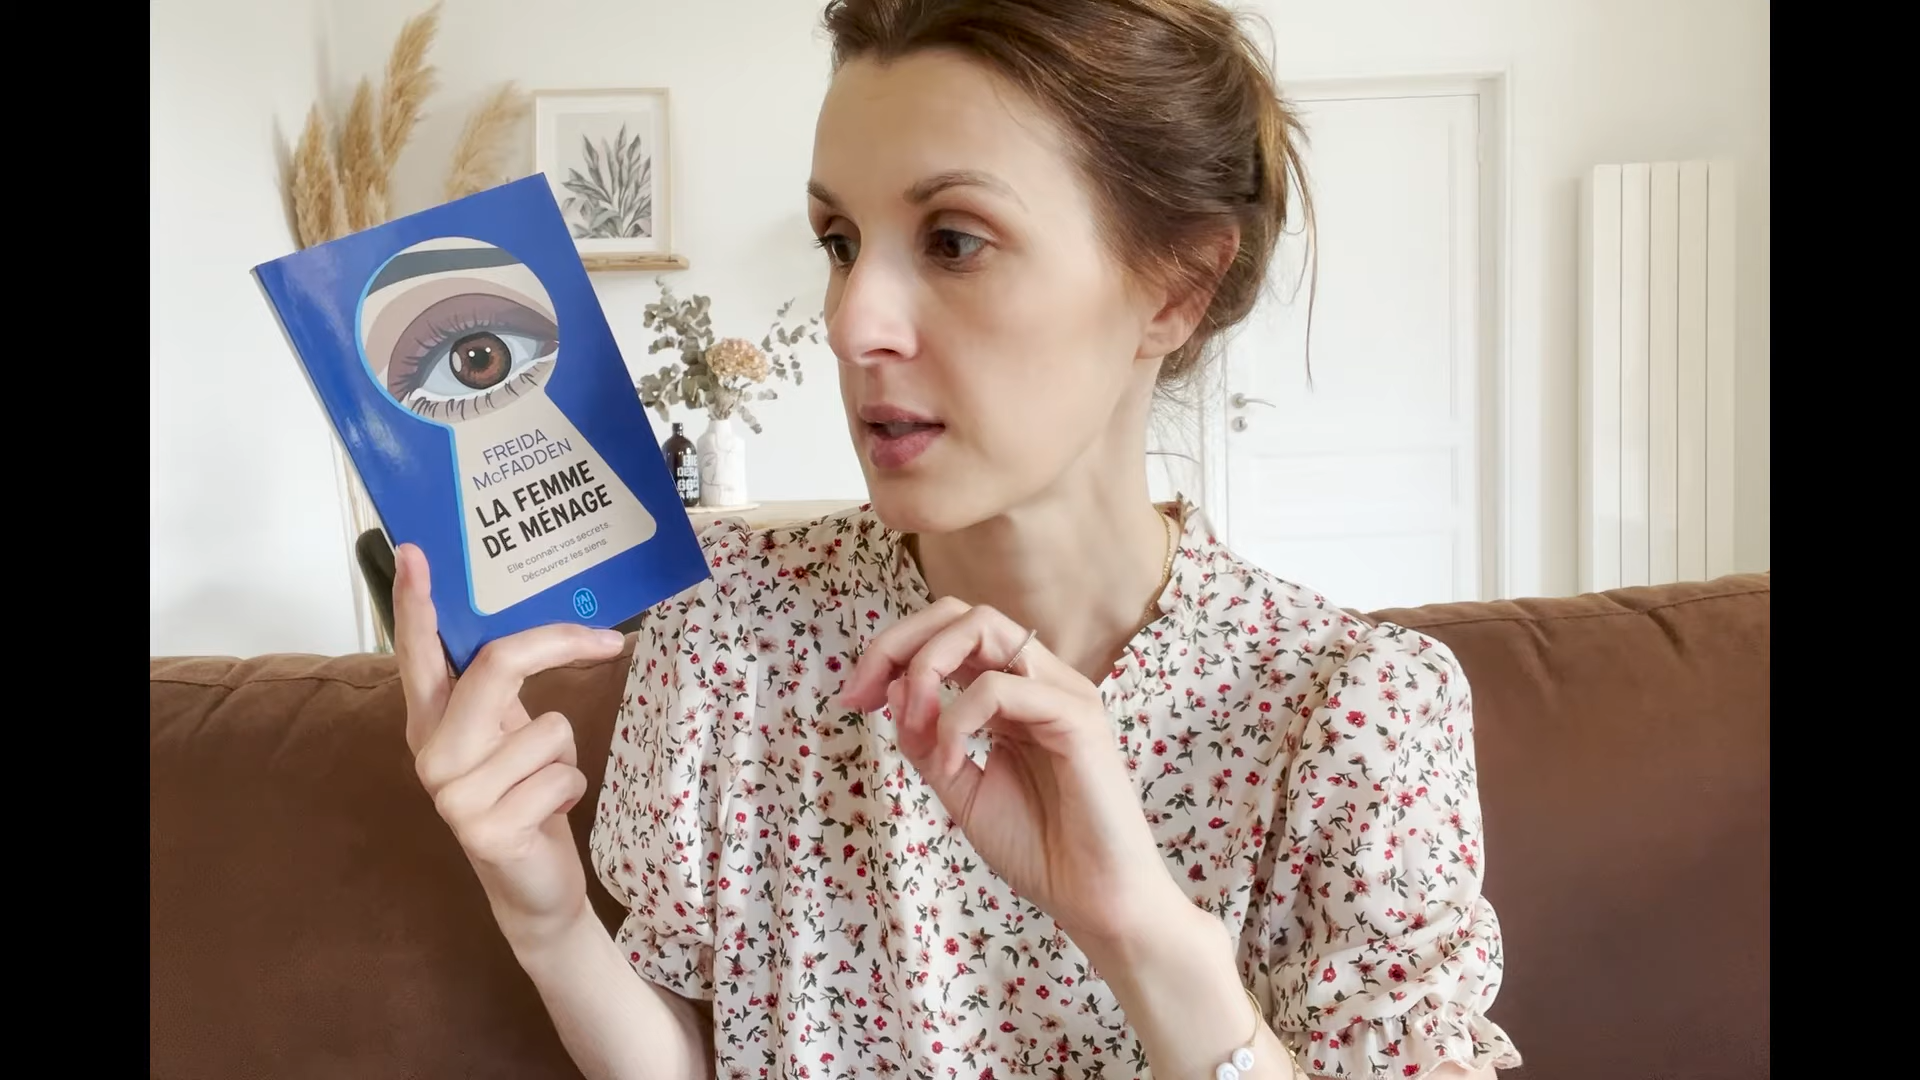 FREIDA
McFADDEN
LA FEMME
DE MÉNAGE
Elle connaît vos secrets.
Découvrez les siens.
J'AI
LU